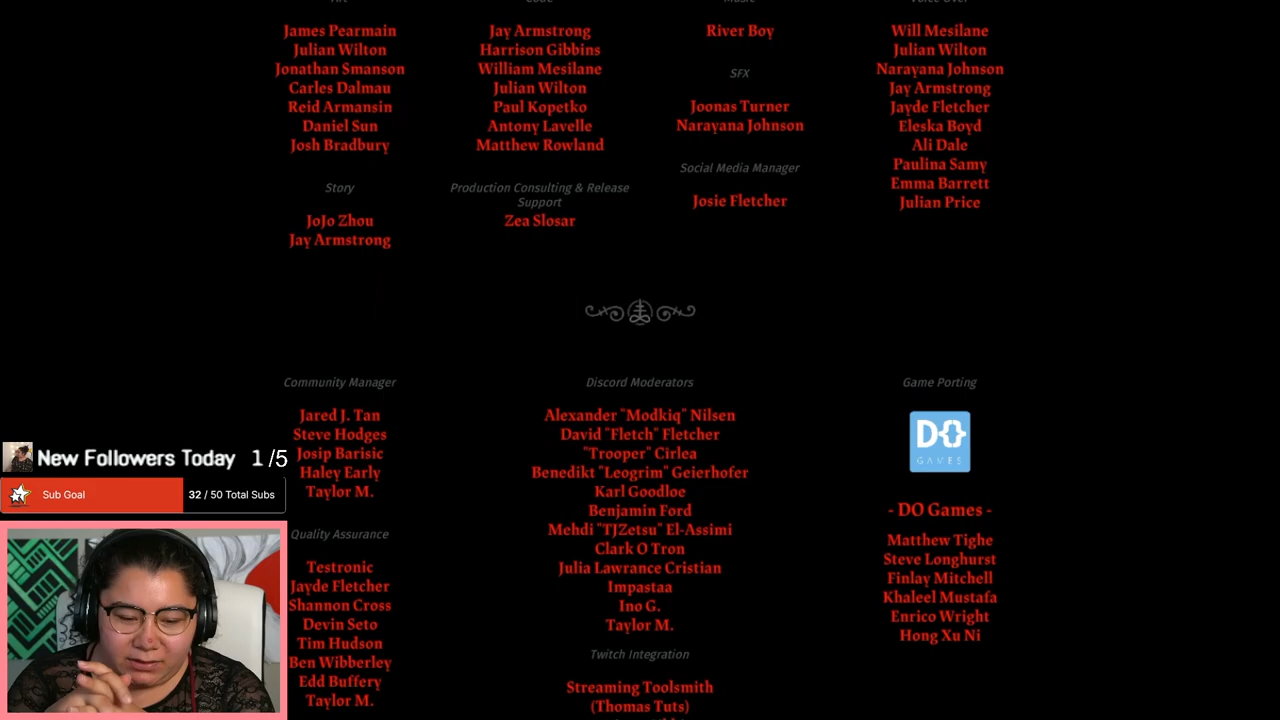 James Pearmain
Julian Wilton
Jonathan Smanson
Carles Dalmau
Reid Armansin
Daniel Sun
Josh Bradbury
Story
JoJo Zhou
Jay Armstrong
Jay Armstrong
Harrison Gibbins
William Mesilane
Julian Wilton
Paul Kopetko
Antony Lavelle
Matthew Rowland
Production Consulting & Release
Support
Zea Slosar
River Boy
SFX
Joonas Turner
Narayana Johnson
Social Media Manager
Josie Fletcher
Will Mesilane
Julian Wilton
Narayana Johnson
Jay Armstrong
Jayde Fletcher
Eleska Boyd
Ali Dale
Paulina Samy
Emma Barrett
Julian Price
Community Manager
Jared J. Tan
Steve Hodges
Josip Barisic
Haley Early
Taylor M.
Quality Assurance
Testronic
Jayde Fletcher
Shannon Cross
Devin Seto
Tim Hudson
Ben Wibberley
Edd Buffery
Taylor M.
Discord Moderators
Alexander "Modkiq" Nilsen
David "Fletch" Fletcher
"Trooper" Cirlea
Benedikt "Leogrim" Geierhofer
Karl Goodloe
Benjamin Ford
Mehdi "TJZetsu" El-Assimi
Clark O Tron
Julia Lawrance Cristian
Impastaa
Ino G.
Taylor M.
Twitch Integration
Streaming Toolsmith
(Thomas Tuts)
Game Porting
DO
GAMES
- DO Games -
Matthew Tighe
Steve Longhurst
Finlay Mitchell
Khaleel Mustafa
Enrico Wright
Hong Xu Ni
New Followers Today 1 /5
Sub Goal 32 / 50 Total Subs